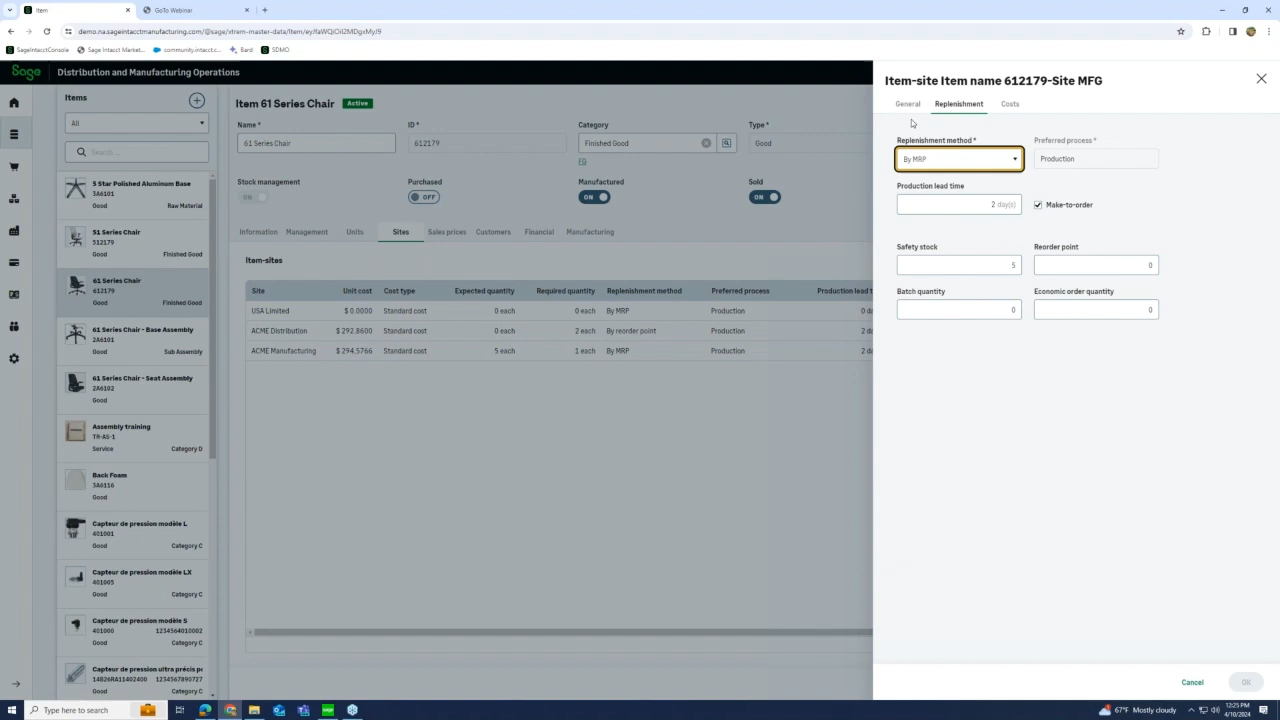 Item
GoTo Webinar
demo.na.sageintacctmanufacturing.com/@sage/xtrem-master-data/Item/eyJfaWQiOiI2MDgxMyJ9
SageIntacctConsole
Sage Intacct Market...
community.intacct.c...
Bard
SDMO
Sage
Distribution and Manufacturing Operations
Items
All
Search...
5 Star Polished Aluminum Base
3A6101
Good Raw Material
51 Series Chair
512179
Good Finished Good
61 Series Chair
612179
Good Finished Good
61 Series Chair - Base Assembly
2A6101
Good Sub Assembly
61 Series Chair - Seat Assembly
2A6102
Good
Assembly training
TR-AS-1
Service Category D
Back Foam
3A6116
Good
Capteur de pression modèle L
401001
Good Category C
Capteur de pression modèle LX
401005
Good Category C
Capteur de pression modèle S
401000 1234564010002
Good Category C
Capteur de pression ultra précis p
14826RA11402400 1234567890727
Good Category C
Item 61 Series Chair Active
Name * ID * Category Type *
61 Series Chair 612179 Finished Good Good
FG
Stock management Purchased Manufactured Sold
ON OFF ON ON
Information Management Units Sites Sales prices Customers Financial Manufacturing
Item-sites
Site Unit cost Cost type Expected quantity Required quantity Replenishment method Preferred process Production lead t
USA Limited $ 0.0000 Standard cost 0 each 0 each By MRP Production 0 da
ACME Distribution $ 292.8600 Standard cost 0 each 2 each By reorder point Production 2 da
ACME Manufacturing $ 294.5766 Standard cost 5 each 1 each By MRP Production 2 da
Item-site Item name 612179-Site MFG
General Replenishment Costs
Replenishment method * Preferred process *
By MRP Production
Production lead time
2 day(s) Make-to-order
Safety stock Reorder point
5 0
Batch quantity Economic order quantity
0 0
Cancel OK
Type here to search
67°F Mostly cloudy
12:25 PM
4/10/2024